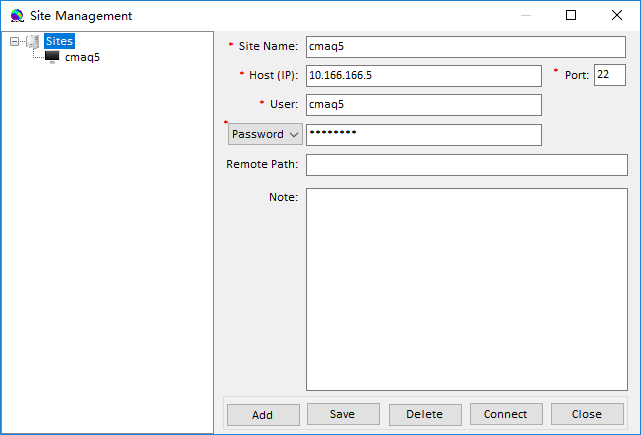 Site Management
Sites
cmaq5
* Site Name: cmaq5
* Host (IP): 10.166.166.5 * Port: 22
* User: cmaq5
* Password ********
Remote Path:
Note:
Add Save Delete Connect Close